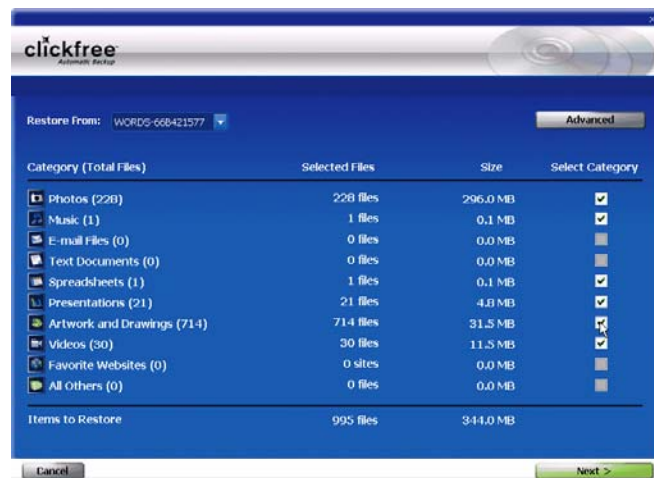 clickfree
Automatic Backup
Restore From: WORDS-66B421577 Advanced
Category (Total Files) Selected Files Size Select Category
Photos (228) 228 files 296.0 MB
Music (1) 1 files 0.1 MB
E-mail Files (0) 0 files 0.0 MB
Text Documents (0) 0 files 0.0 MB
Spreadsheets (1) 1 files 0.1 MB
Presentations (21) 21 files 4.8 MB
Artwork and Drawings (714) 714 files 31.5 MB
Videos (30) 30 files 11.5 MB
Favorite Websites (0) 0 sites 0.0 MB
All Others (0) 0 files 0.0 MB
Items to Restore 995 files 344.0 MB
Cancel Next >